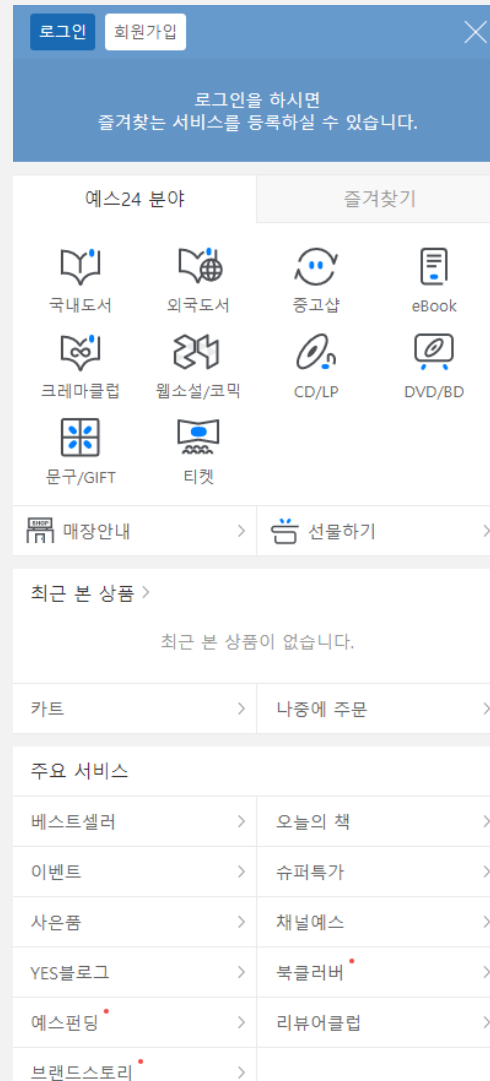 로그인 회원가입
로그인을 하시면
즐겨찾는 서비스를 등록하실 수 있습니다.
예스24 분야 즐겨찾기
국내도서 외국도서 중고샵 eBook
크레마클럽 웹소설/코믹 CD/LP DVD/BD
문구/GIFT 티켓
SHOP 매장안내 선물하기
최근 본 상품
최근 본 상품이 없습니다.
카트 나중에 주문
주요 서비스
베스트셀러 오늘의 책
이벤트 슈퍼특가
사은품 채널예스
YES블로그 북클러버
예스펀딩 리뷰어클럽
브랜드스토리